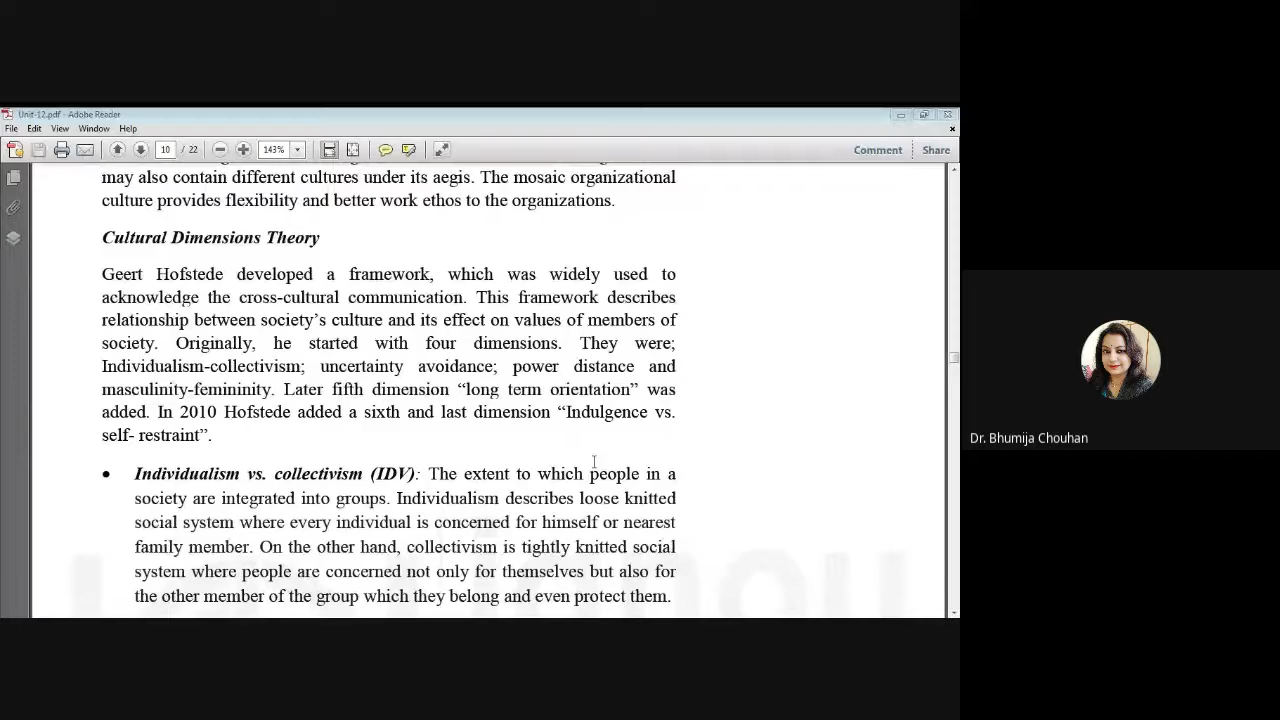 Unit-12.pdf - Adobe Reader
File Edit View Window Help
10 / 22 143% Comment Share
may also contain different cultures under its aegis. The mosaic organizational
culture provides flexibility and better work ethos to the organizations.
Cultural Dimensions Theory
Geert Hofstede developed a framework, which was widely used to
acknowledge the cross-cultural communication. This framework describes
relationship between society's culture and its effect on values of members of
society. Originally, he started with four dimensions. They were;
Individualism-collectivism; uncertainty avoidance; power distance and
masculinity-femininity. Later fifth dimension “long term orientation” was
added. In 2010 Hofstede added a sixth and last dimension “Indulgence vs.
self- restraint”.
• Individualism vs. collectivism (IDV): The extent to which people in a
society are integrated into groups. Individualism describes loose knitted
social system where every individual is concerned for himself or nearest
family member. On the other hand, collectivism is tightly knitted social
system where people are concerned not only for themselves but also for
the other member of the group which they belong and even protect them.
Dr. Bhumija Chouhan